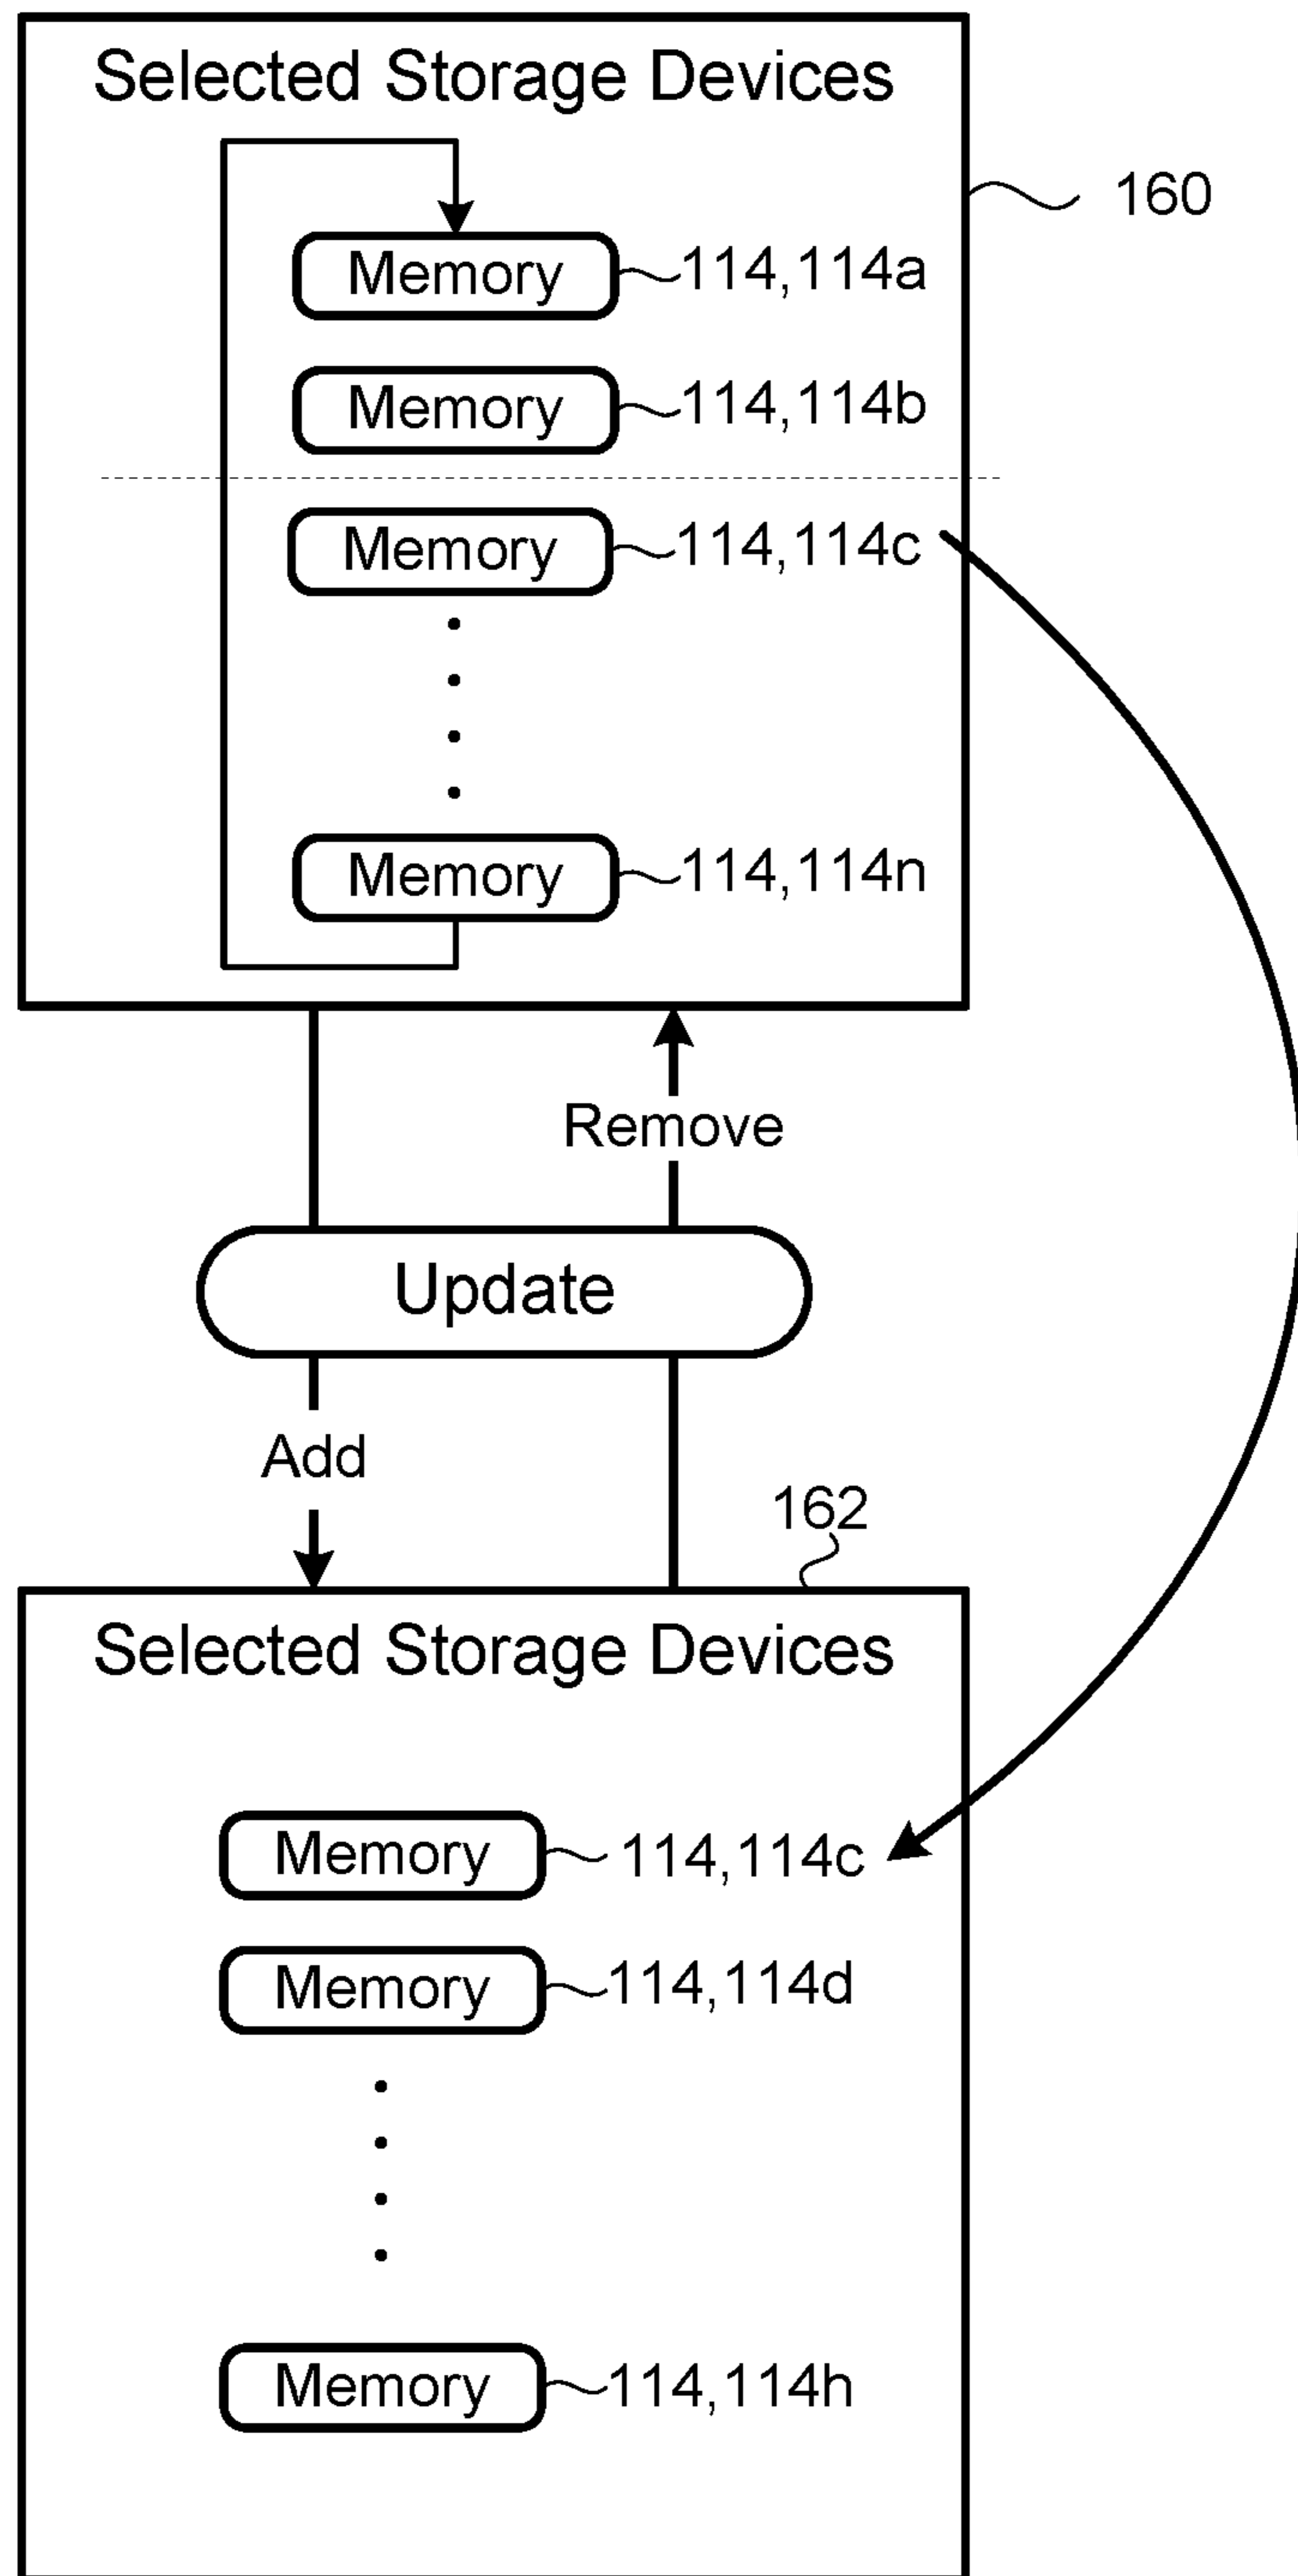 Selected Storage Devices
160
Memory 114,114a
Memory 114,114b
Memory 114,114c
Memory 114,114n
Remove
Update
Add
162
Selected Storage Devices
Memory 114,114c
Memory 114,114d
Memory 114,114h